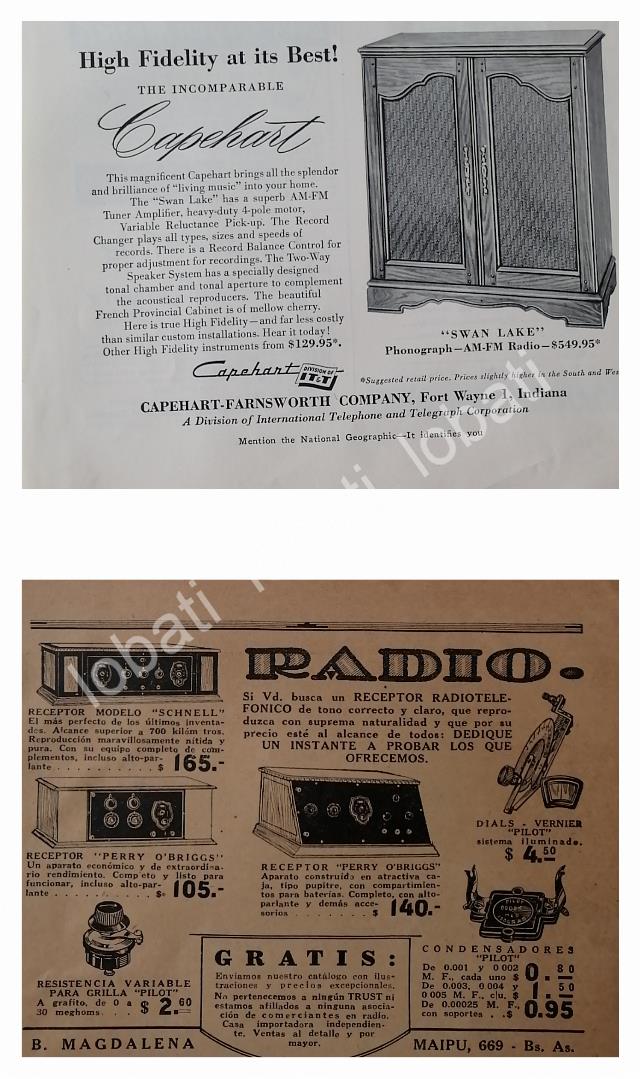 High Fidelity at its Best!
THE INCOMPARABLE
Capehart
This magnificent Capehart brings all the splendor
and brilliance of "living music" into your home.
The "Swan Lake" has a superb AM-FM
Tuner Amplifier, heavy-duty 4-pole motor,
Variable Reluctance Pick-up. The Record
Changer plays all types, sizes and speeds of
records. There is a Record Balance Control for
proper adjustment for recordings. The Two-Way
Speaker System has a specially designed
tonal chamber and tonal aperture to complement
the acoustical reproducers. The beautiful
French Provincial Cabinet is of mellow cherry.
Here is true High Fidelity—and far less costly
than similar custom installations. Hear it today!
Other High Fidelity instruments from $129.95*.
"SWAN LAKE"
Phonograph—AM-FM Radio—$549.95*
Capehart DIVISION OF IT&T
*Suggested retail price. Prices slightly higher in the South and Wes
CAPEHART-FARNSWORTH COMPANY, Fort Wayne 1, Indiana
A Division of International Telephone and Telegraph Corporation
Mention the National Geographic—It identifies you
lobati
lobati
RADIO.
Si Vd. busca un RECEPTOR RADIOTELE-
FONICO de tono correcto y claro, que repro-
duzca con suprema naturalidad y que por su
precio esté al alcance de todos: DEDIQUE
UN INSTANTE A PROBAR LOS QUE
OFRECEMOS.
RECEPTOR MODELO "SCHNELL"
El más perfecto de los últimos inventa-
dos. Alcance superior a 700 kilóm tros.
Reproducción maravillosamente nítida y
pura. Con su equipo completo de com-
plementos, incluso alto-par-
lante . . . . . . . . . . $ 165.-
RECEPTOR "PERRY O'BRIGGS"
Un aparato económico y de extraordina-
rio rendimiento. Completo y listo para
funcionar, incluso alto-par-
lante . . . . . . . . . . $ 105.-
RECEPTOR "PERRY O'BRIGGS"
Aparato construído en atractiva ca-
ja, tipo pupitre, con compartimien-
tos para baterías. Completo, con alto-
parlante y demás acce-
sorios . . . . . . . . $ 140.-
DIALS - VERNIER
"PILOT"
sistema iluminado.
$ 4.50
RESISTENCIA VARIABLE
PARA GRILLA "PILOT"
A grafito, de 0 a
30 meghoms. . . $ 2.60
GRATIS:
Enviamos nuestro catálogo con ilus-
traciones y precios excepcionales.
No pertenecemos a ningún TRUST ni
estamos afiliados a ninguna asocia-
ción de comerciantes en radio.
Casa importadora independien-
te. Ventas al detalle y por
mayor.
CONDENSADORES
"PILOT"
De 0.001 y 0 002
M. F., cada uno $ 0.80
De 0.003, 0.004 y
0 005 M. F., c/u. $ 1.50
De 0.00025 M. F.,
con soportes . . $ 0.95
B. MAGDALENA
MAIPU, 669 - Bs. As.